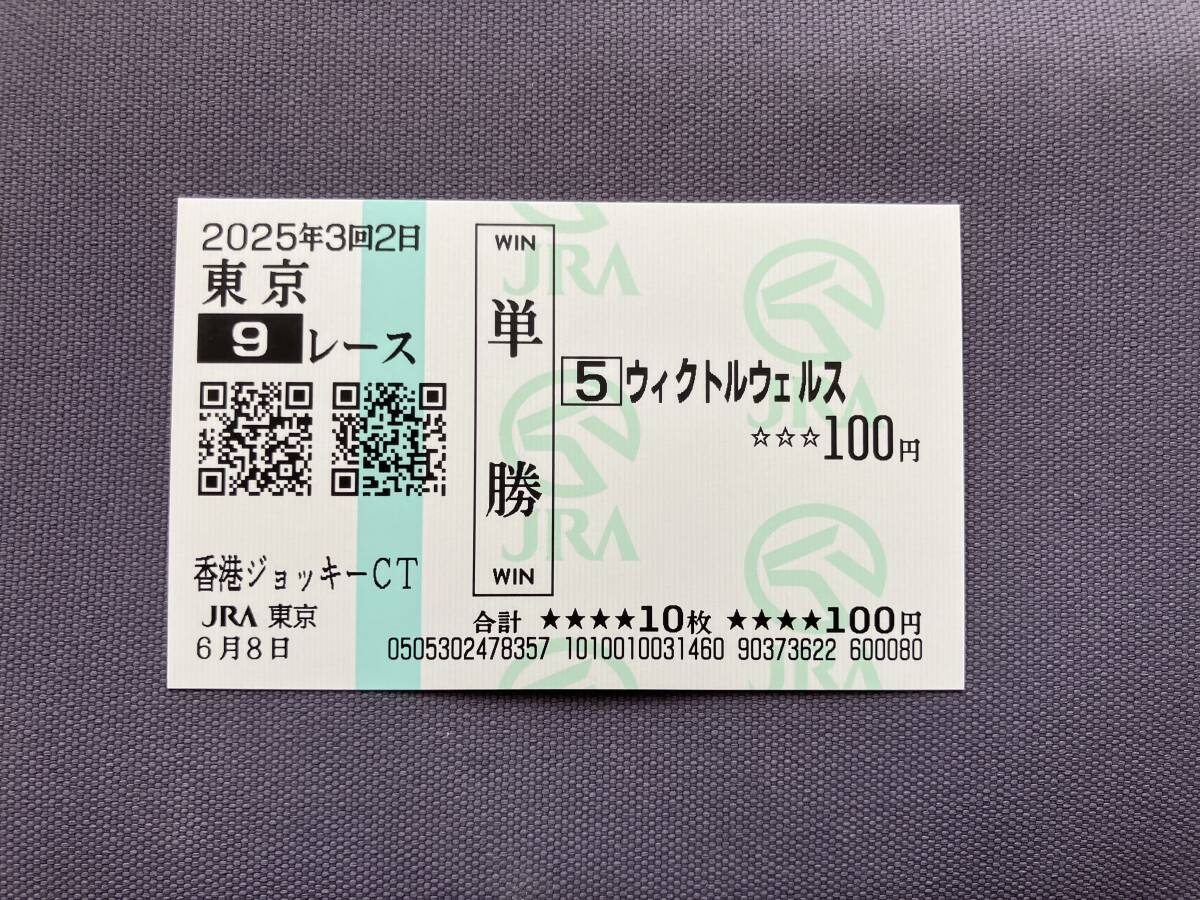 2025年3回2日
東京
9 レース
香港ジョッキーCT
JRA 東京
6月8日
WIN
単勝
WIN
5 ウィクトルウェルス
☆☆☆100円
合計 ★★★★10枚 ★★★★100円
0505302478357 1010010031460 90373622 600080
JRA
JRA
JRA
JRA
JRA